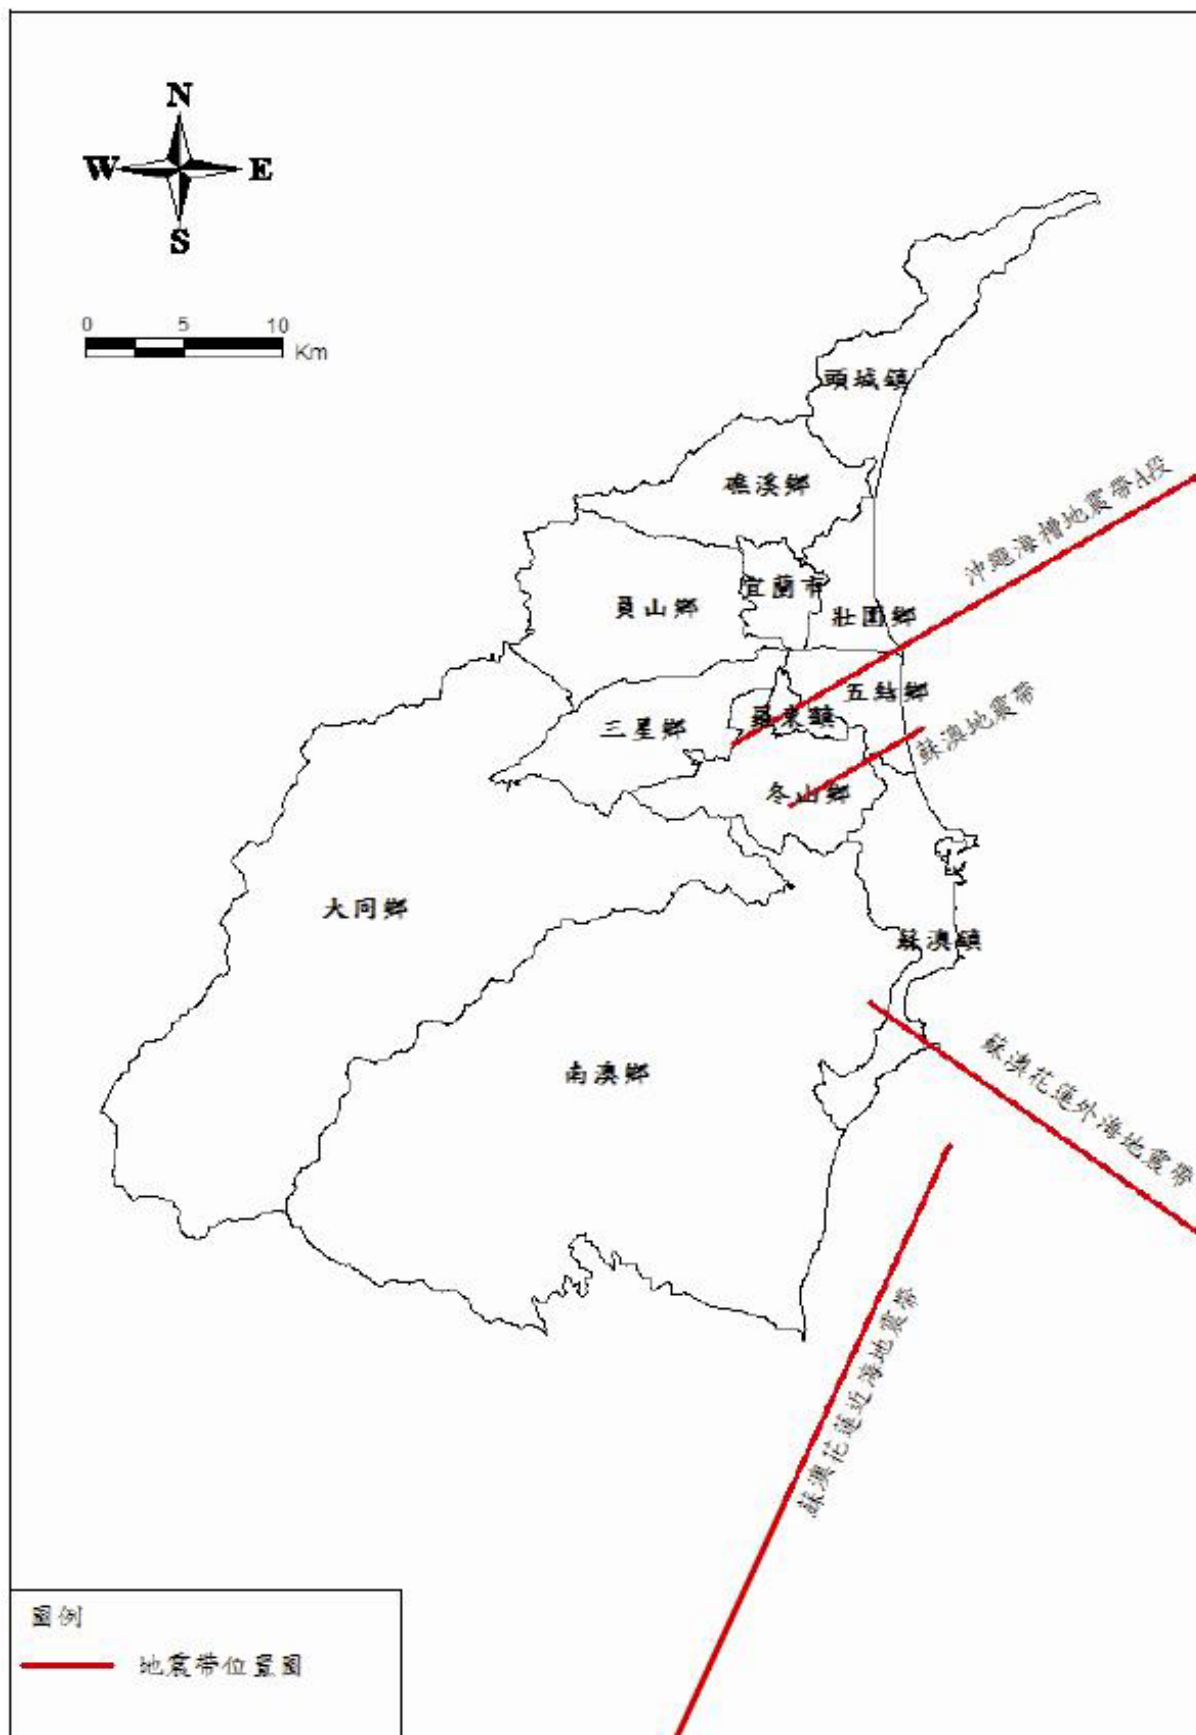 N
W E
S
0 5 10
Km
頭城鎮
礁溪鄉
沖繩海槽地震帶A段
宜蘭市
員山鄉
壯圍鄉
五結鄉
羅東鎮
三星鄉
蘇澳地震帶
冬山鄉
大同鄉
蘇澳鎮
南澳鄉
蘇澳花蓮外海地震帶
蘇澳花蓮近海地震帶
圖例
地震帶位置圖